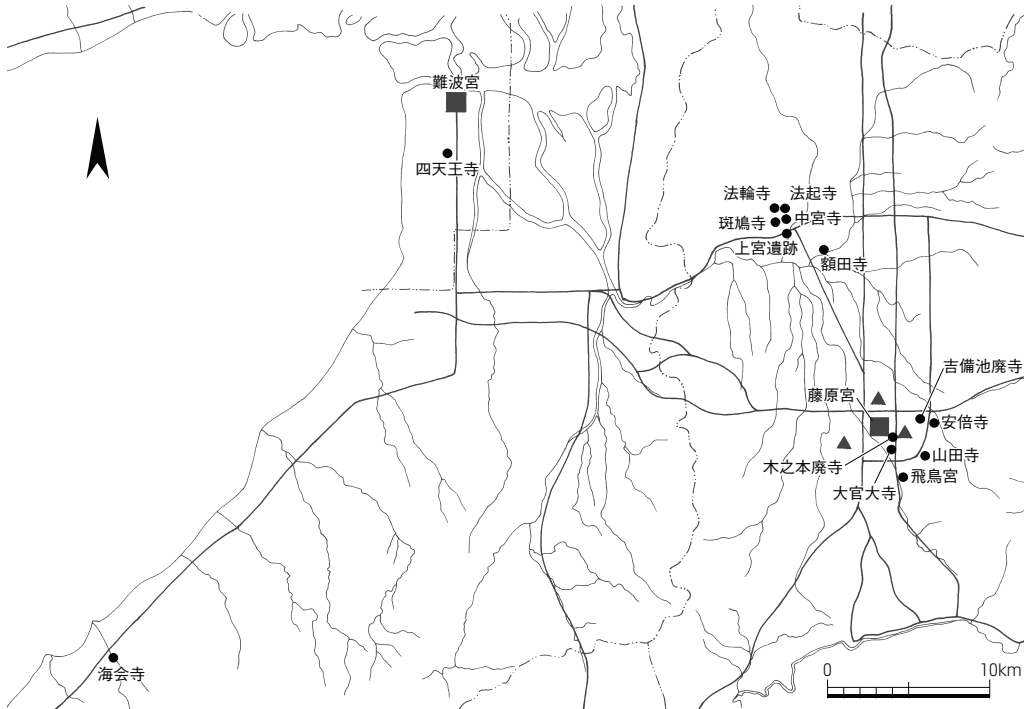 難波宮
四天王寺
法輪寺
法起寺
斑鳩寺
中宮寺
上宮遺跡
額田寺
吉備池廃寺
藤原宮
安倍寺
山田寺
木之本廃寺
飛鳥宮
大官大寺
海会寺
0
10km